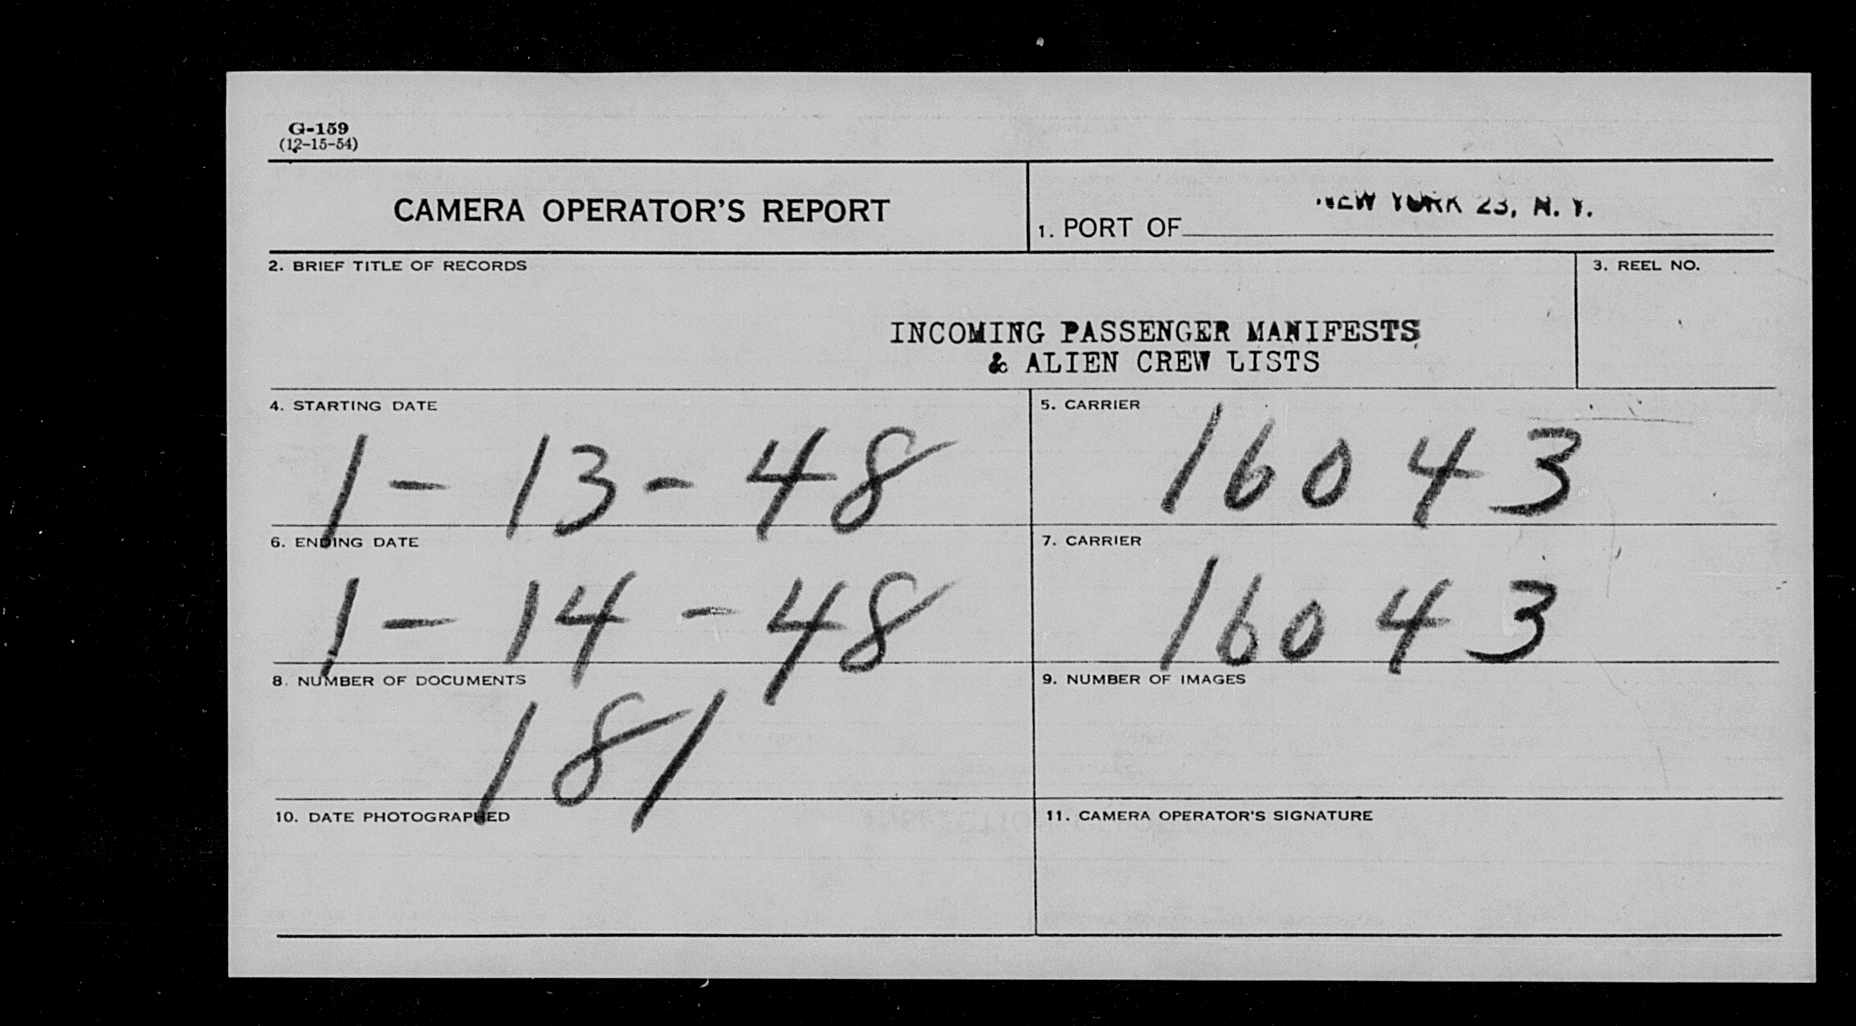 G-159
(12-15-54)
CAMERA OPERATOR'S REPORT
1. PORT OF NEW YORK 23, N. Y.
2. BRIEF TITLE OF RECORDS
3. REEL NO.
INCOMING PASSENGER MANIFESTS
& ALIEN CREW LISTS
4. STARTING DATE
1-13-48
5. CARRIER
16043
6. ENDING DATE
1-14-48
7. CARRIER
16043
8. NUMBER OF DOCUMENTS
181
9. NUMBER OF IMAGES
10. DATE PHOTOGRAPHED
11. CAMERA OPERATOR'S SIGNATURE